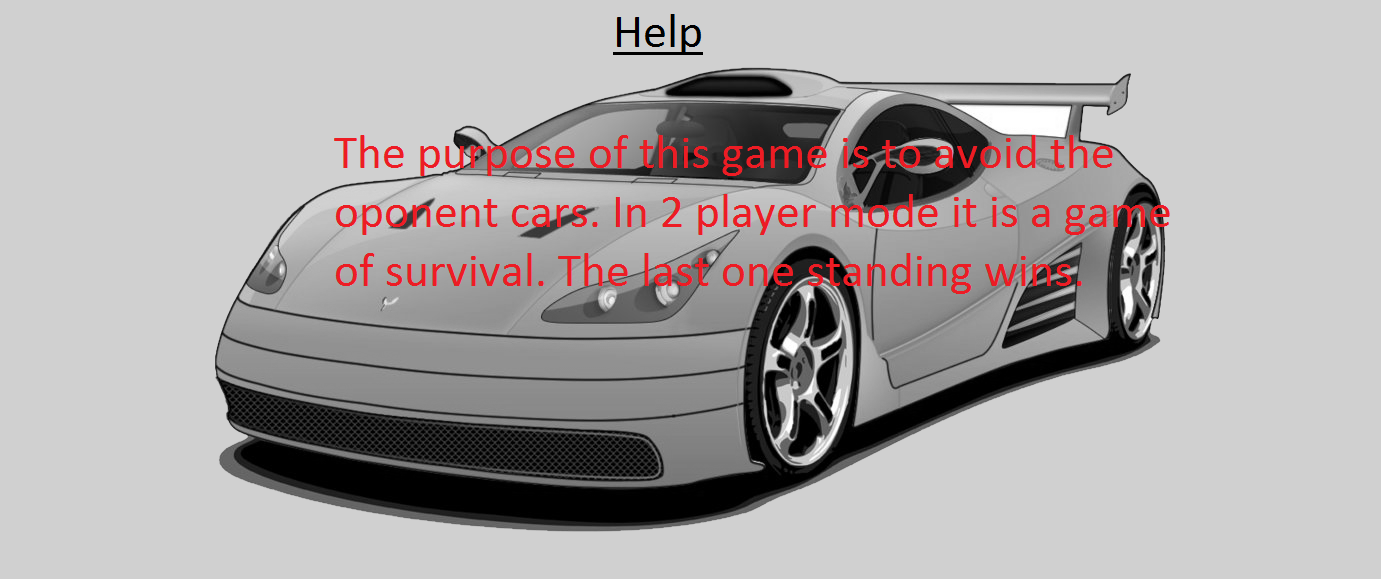 Help
The purpose of this game is to avoid the
oponent cars. In 2 player mode it is a game
of survival. The last one standing wins.